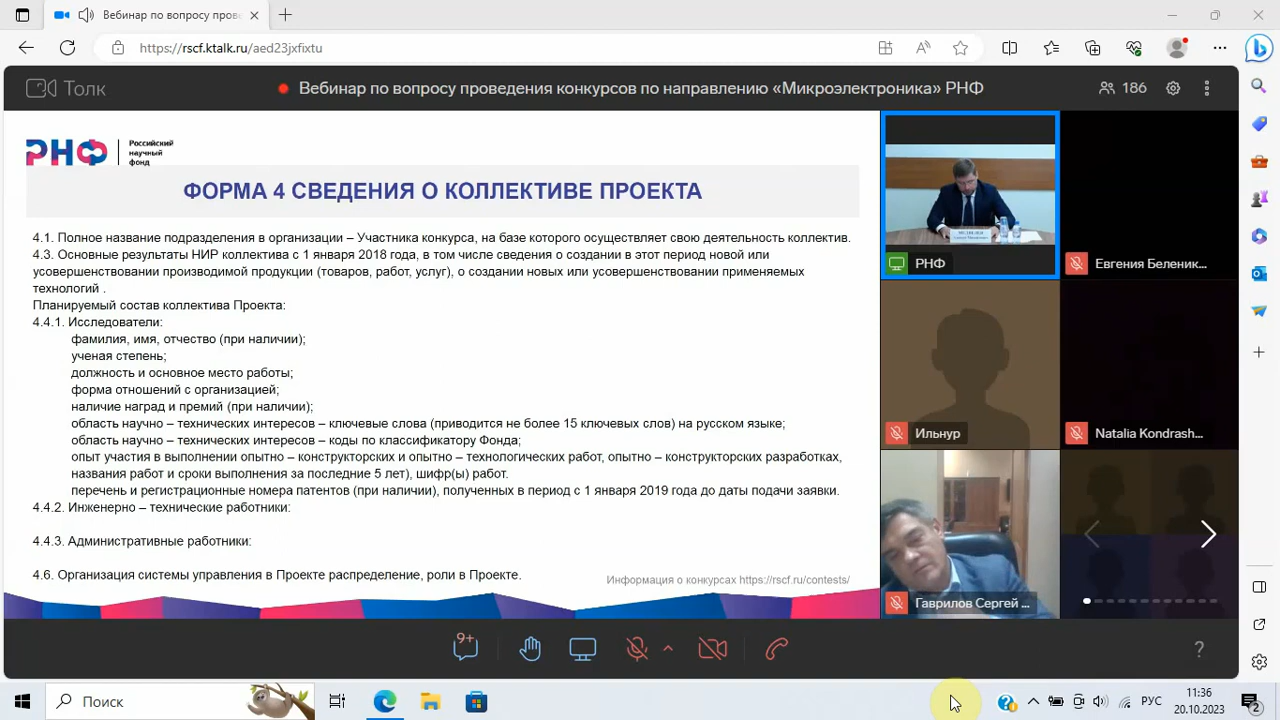 Вебинар по вопросу пров
https://rscf.ktalk.ru/aed23jxfixtu
Толк
Вебинар по вопросу проведения конкурсов по направлению «Микроэлектроника» РНФ
186
РНФ
Российский
научный
фонд
ФОРМА 4 СВЕДЕНИЯ О КОЛЛЕКТИВЕ ПРОЕКТА
4.1. Полное название подразделения в организации – Участника конкурса, на базе которого осуществляет свою деятельность коллектив.
4.3. Основные результаты НИР коллектива с 1 января 2018 года, в том числе сведения о создании в этот период новой или
усовершенствовании производимой продукции (товаров, работ, услуг), о создании новых или усовершенствовании применяемых
технологий .
Планируемый состав коллектива Проекта:
4.4.1. Исследователи:
фамилия, имя, отчество (при наличии);
ученая степень;
должность и основное место работы;
форма отношений с организацией;
наличие наград и премий (при наличии);
область научно – технических интересов – ключевые слова (приводится не более 15 ключевых слов) на русском языке;
область научно – технических интересов – коды по классификатору Фонда;
опыт участия в выполнении опытно – конструкторских и опытно – технологических работ, опытно – конструкторских разработках,
названия работ и сроки выполнения за последние 5 лет), шифр(ы) работ.
перечень и регистрационные номера патентов (при наличии), полученных в период с 1 января 2019 года до даты подачи заявки.
4.4.2. Инженерно – технические работники:
4.4.3. Административные работники:
4.6. Организация системы управления в Проекте распределение, роли в Проекте.
Информация о конкурсах https://rscf.ru/contests/
РНФ
Евгения Беленик...
Ильнур
Natalia Kondrash...
Гаврилов Сергей ...
9+
?
Поиск
РУС
11:36
20.10.2023
2